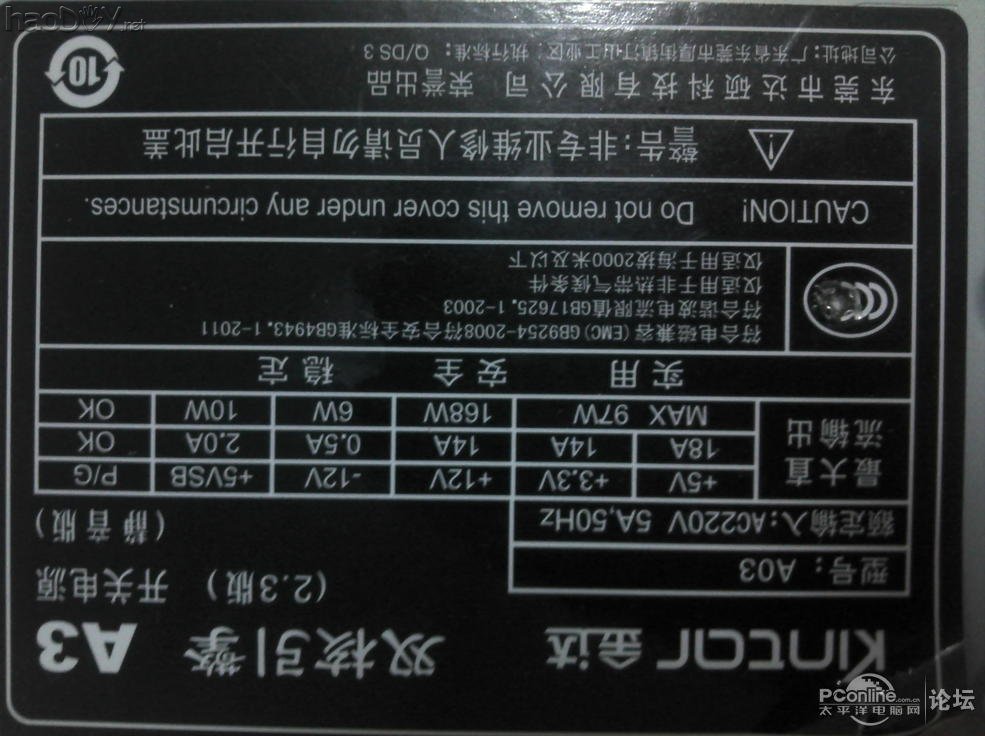 Kintar 金达 双核引擎 A3
(2.3版) 开关电源
(静音版)
型号: A03
额定输入:AC220V 5A,50Hz
最大直流输出
+5V +3.3V +12V -12V +5VSB P/G
18A 14A 14A 0.5A 2.0A OK
MAX 97W 168W 6W 10W OK
实用 安全 稳定
符合电磁兼容(EMC)GB9254-2008符合安全标准GB4943.1-2011
符合谐波电流限值GB17625.1-2003
仅适用于非热带气候条件
仅适用于海拔2000米及以下
CAUTION! Do not remove this cover under any circumstances.
警告:非专业维修人员请勿自行开启此盖
东莞市达硕科技有限公司 荣誉出品
公司地址:广东省东莞市厚街镇汀山工业区; 执行标准: Q/DS 3
10
haoDIY.net
PConline.com.cn
太平洋电脑网
论坛